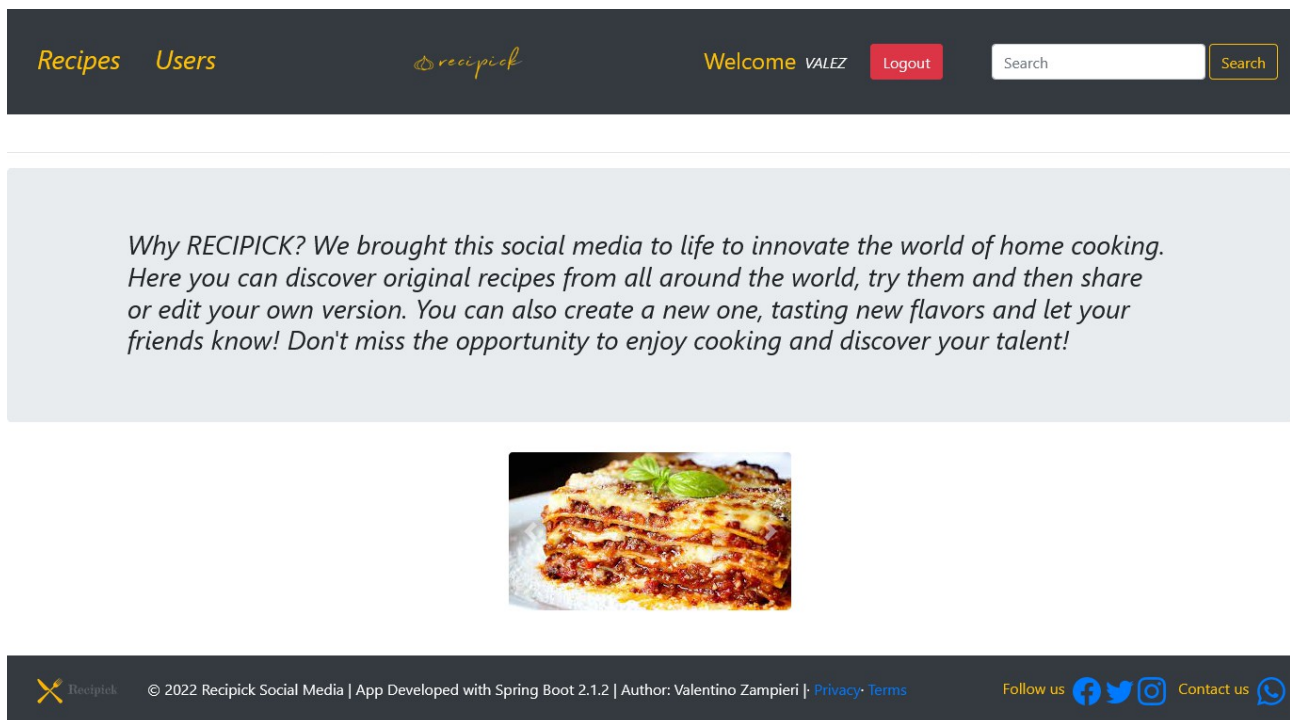 Recipes Users recipick Welcome VALEZ Logout Search Search
Why RECIPICK? We brought this social media to life to innovate the world of home cooking.
Here you can discover original recipes from all around the world, try them and then share
or edit your own version. You can also create a new one, tasting new flavors and let your
friends know! Don't miss the opportunity to enjoy cooking and discover your talent!
Recipick © 2022 Recipick Social Media | App Developed with Spring Boot 2.1.2 | Author: Valentino Zampieri |· Privacy· Terms Follow us Contact us